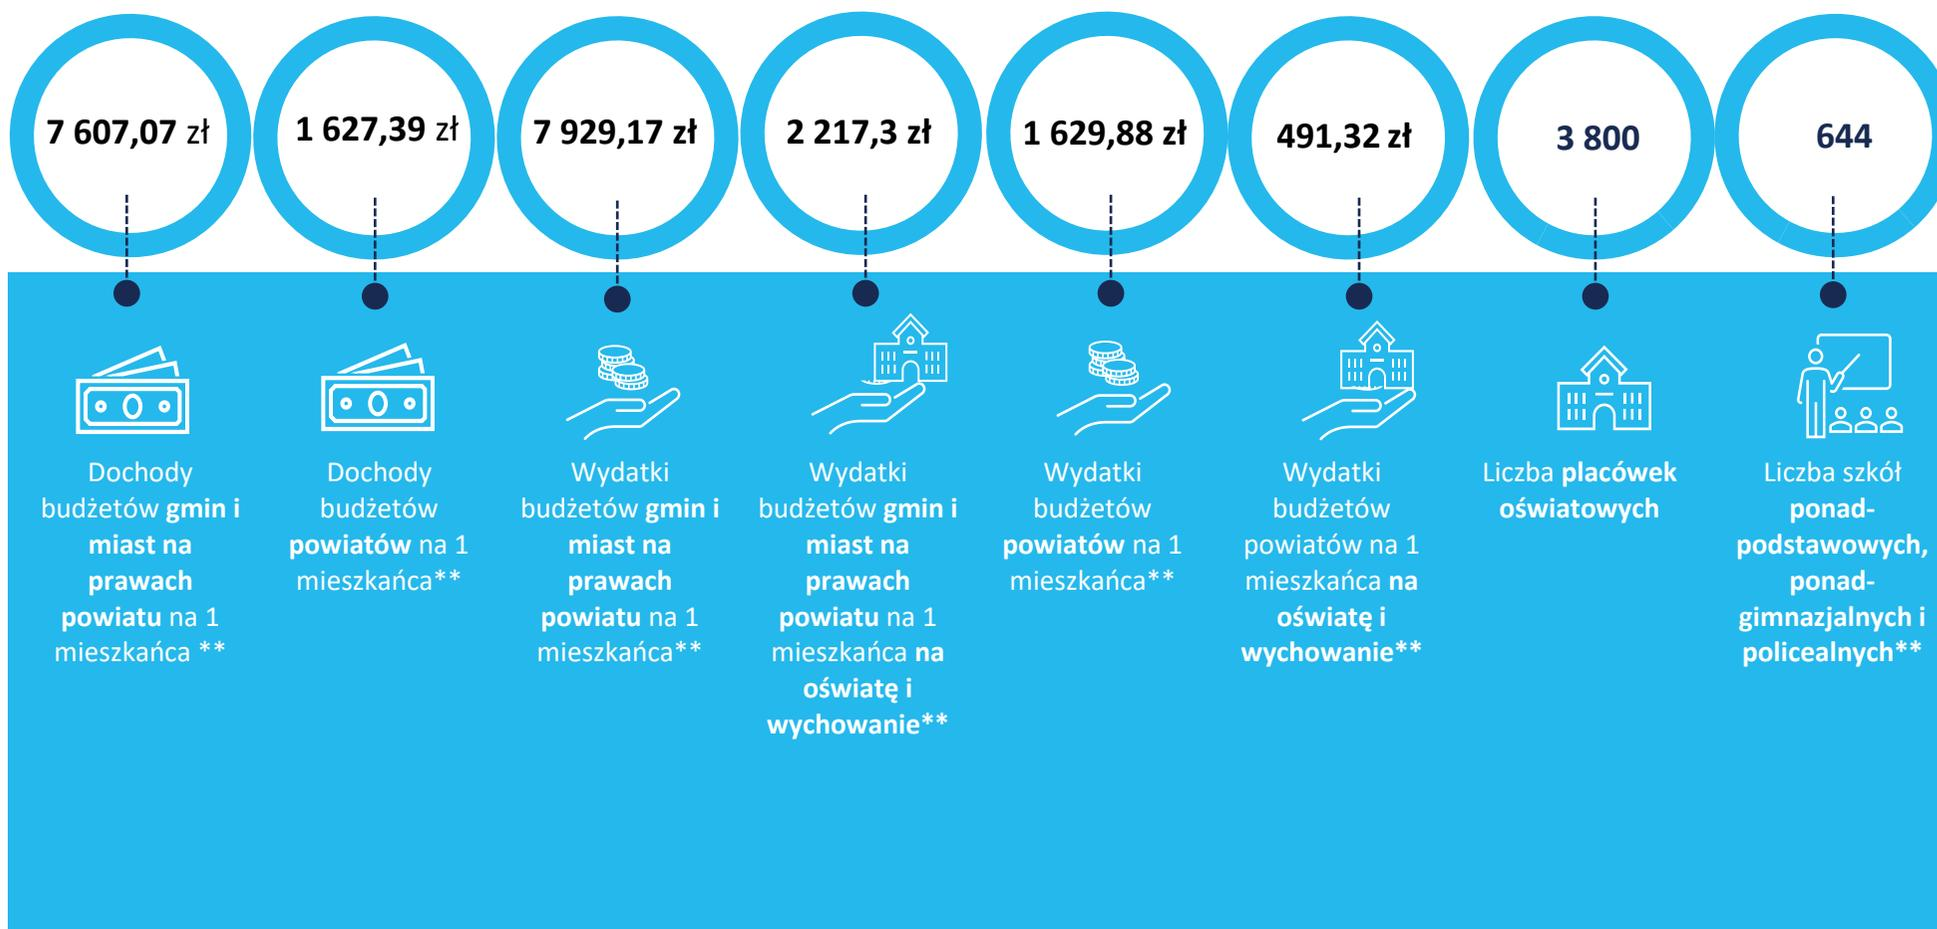 7 607,07 zł
1 627,39 zł
7 929,17 zł
2 217,3 zł
1 629,88 zł
491,32 zł
3 800
644
Dochody
budżetów gmin i
miast na
prawach
powiatu na 1
mieszkańca **
Dochody
budżetów
powiatów na 1
mieszkańca**
Wydatki
budżetów gmin i
miast na
prawach
powiatu na 1
mieszkańca**
Wydatki
budżetów gmin i
miast na
prawach
powiatu na 1
mieszkańca na
oświatę i
wychowanie**
Wydatki
budżetów
powiatów na 1
mieszkańca**
Wydatki
budżetów
powiatów na 1
mieszkańca na
oświatę i
wychowanie**
Liczba placówek
oświatowych
Liczba szkół
ponad-
podstawowych,
ponad-
gimnazjalnych i
policealnych**